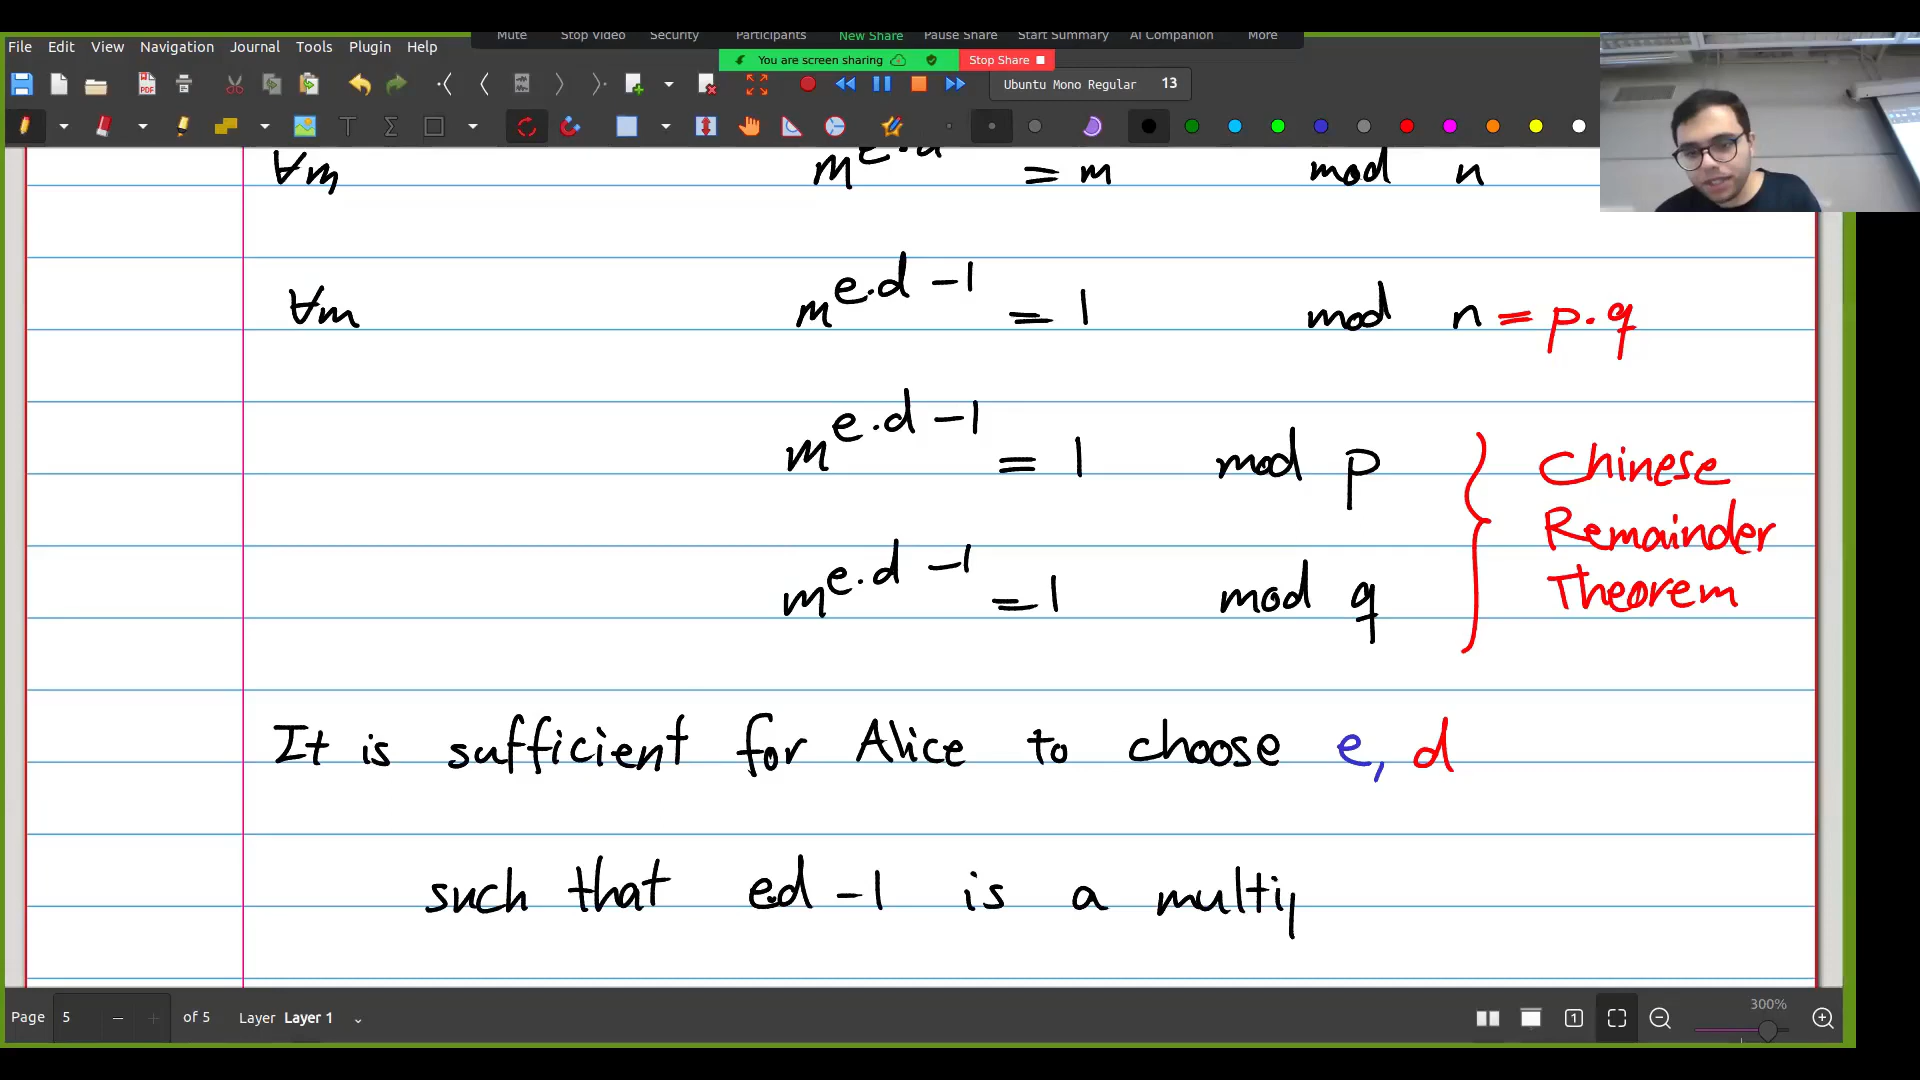 Mute Stop Video Security Participants New Share Pause Share Start Summary AI Companion More
File Edit View Navigation Journal Tools Plugin Help
You are screen sharing Stop Share
Ubuntu Mono Regular 13
∀m m^{e.d} = m mod n
∀m m^{e.d -1} = 1 mod n = p.q
m^{e.d -1} = 1 mod p
m^{e.d -1} = 1 mod q
Chinese
Remainder
Theorem
It is sufficient for Alice to choose e, d
such that ed -1 is a multip
Page 5 of 5 Layer Layer 1 300%